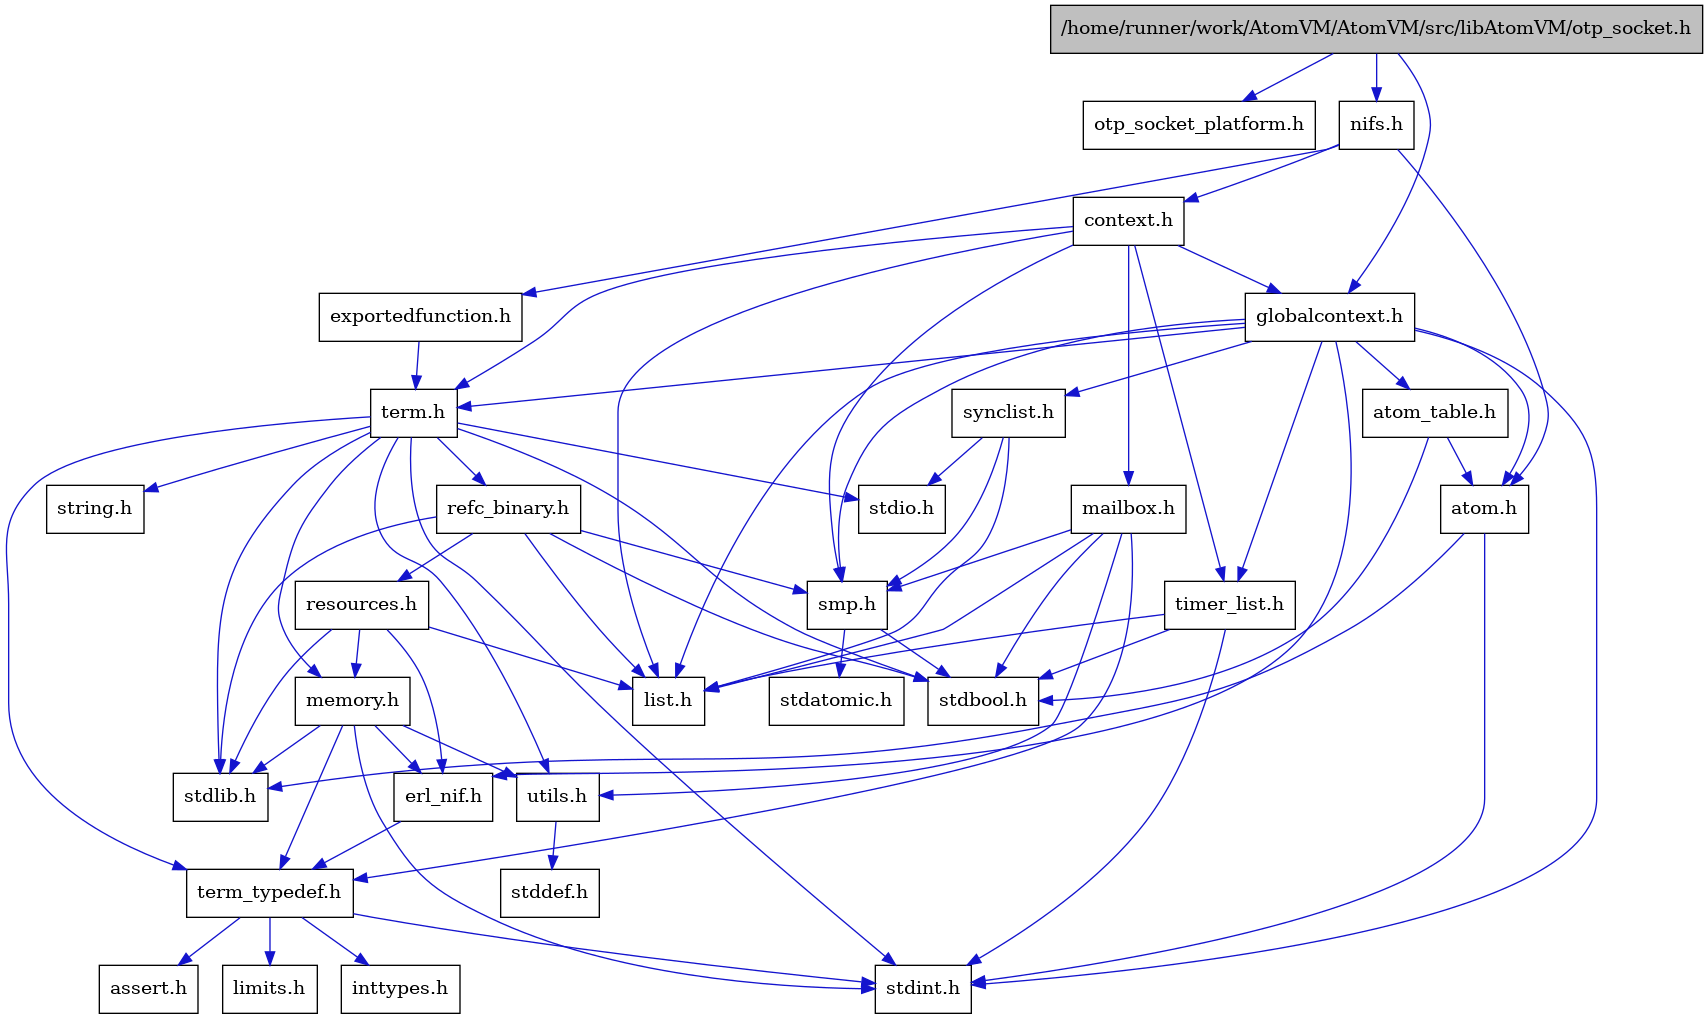 /home/runner/work/AtomVM/AtomVM/src/libAtomVM/otp_socket.h
otp_socket_platform.h
nifs.h
context.h
exportedfunction.h
globalcontext.h
term.h
synclist.h
atom_table.h
string.h
refc_binary.h
stdio.h
mailbox.h
atom.h
resources.h
smp.h
timer_list.h
memory.h
list.h
stdatomic.h
stdbool.h
stdlib.h
erl_nif.h
utils.h
term_typedef.h
stddef.h
assert.h
limits.h
inttypes.h
stdint.h